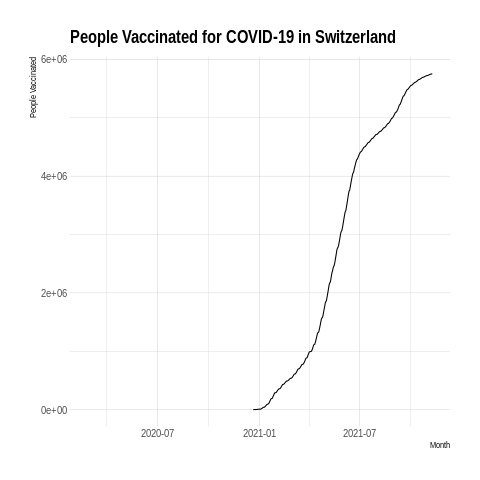 People Vaccinated for COVID-19 in Switzerland
People Vaccinated
6e+06
4e+06
2e+06
0e+00
2020-07
2021-01
2021-07
Month